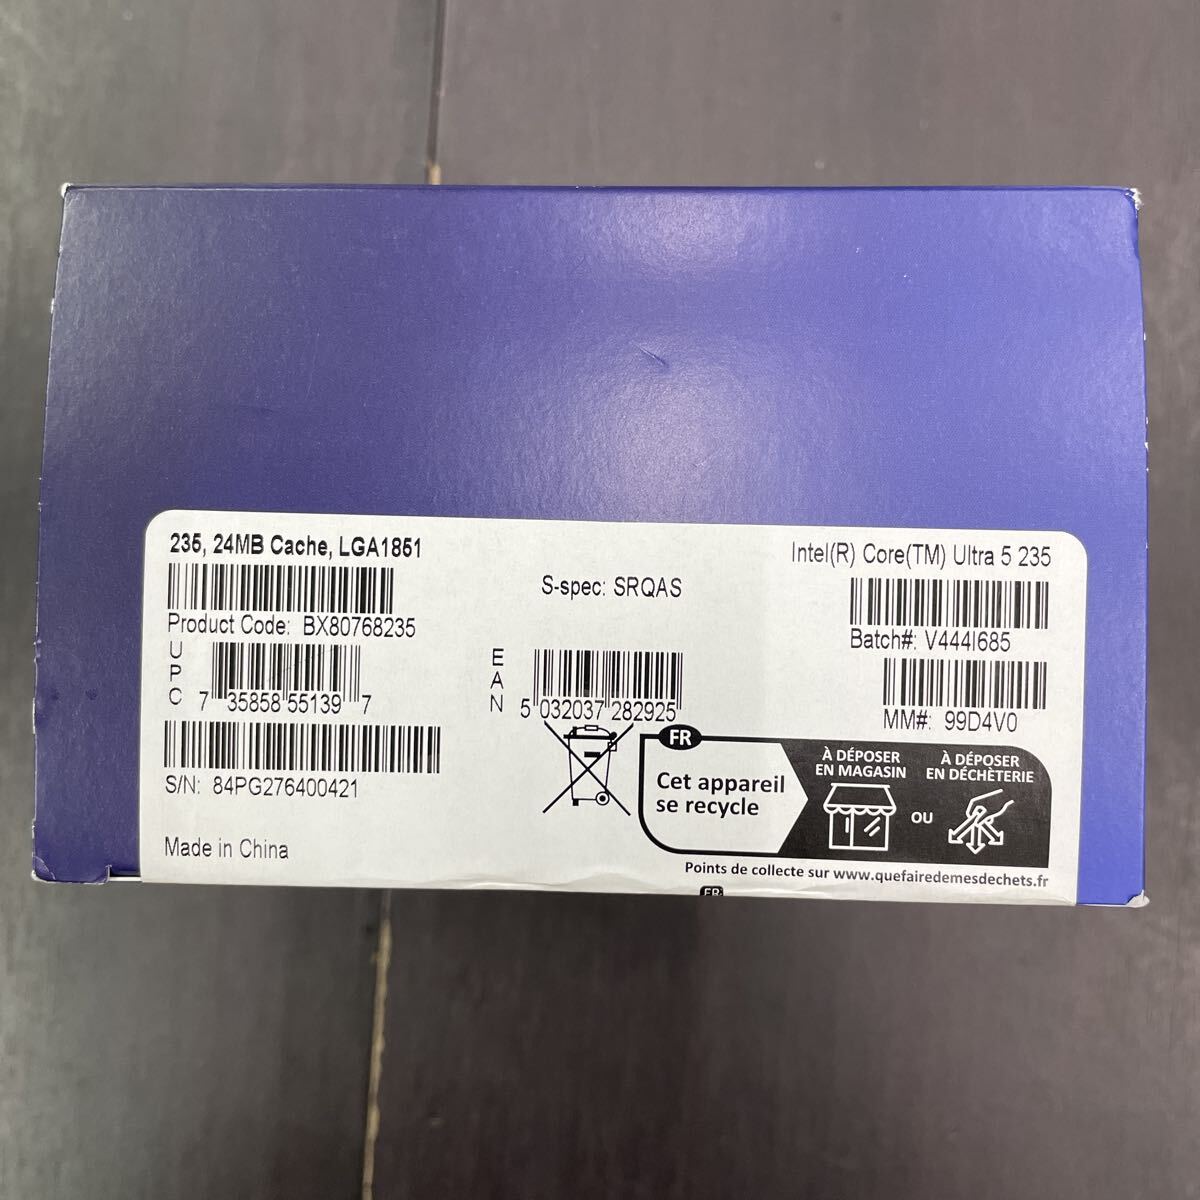 235, 24MB Cache, LGA1851
Intel(R) Core(TM) Ultra 5 235
S-spec: SRQAS
Product Code: BX80768235
Batch#: V444I685
UPC
7 35858 55139 7
EAN
5 032037 282925
MM#: 99D4V0
S/N: 84PG276400421
Made in China
FR
Cet appareil
se recycle
À DÉPOSER
EN MAGASIN
OU
À DÉPOSER
EN DÉCHÈTERIE
Points de collecte sur www.quefairedemesdechets.fr
FR